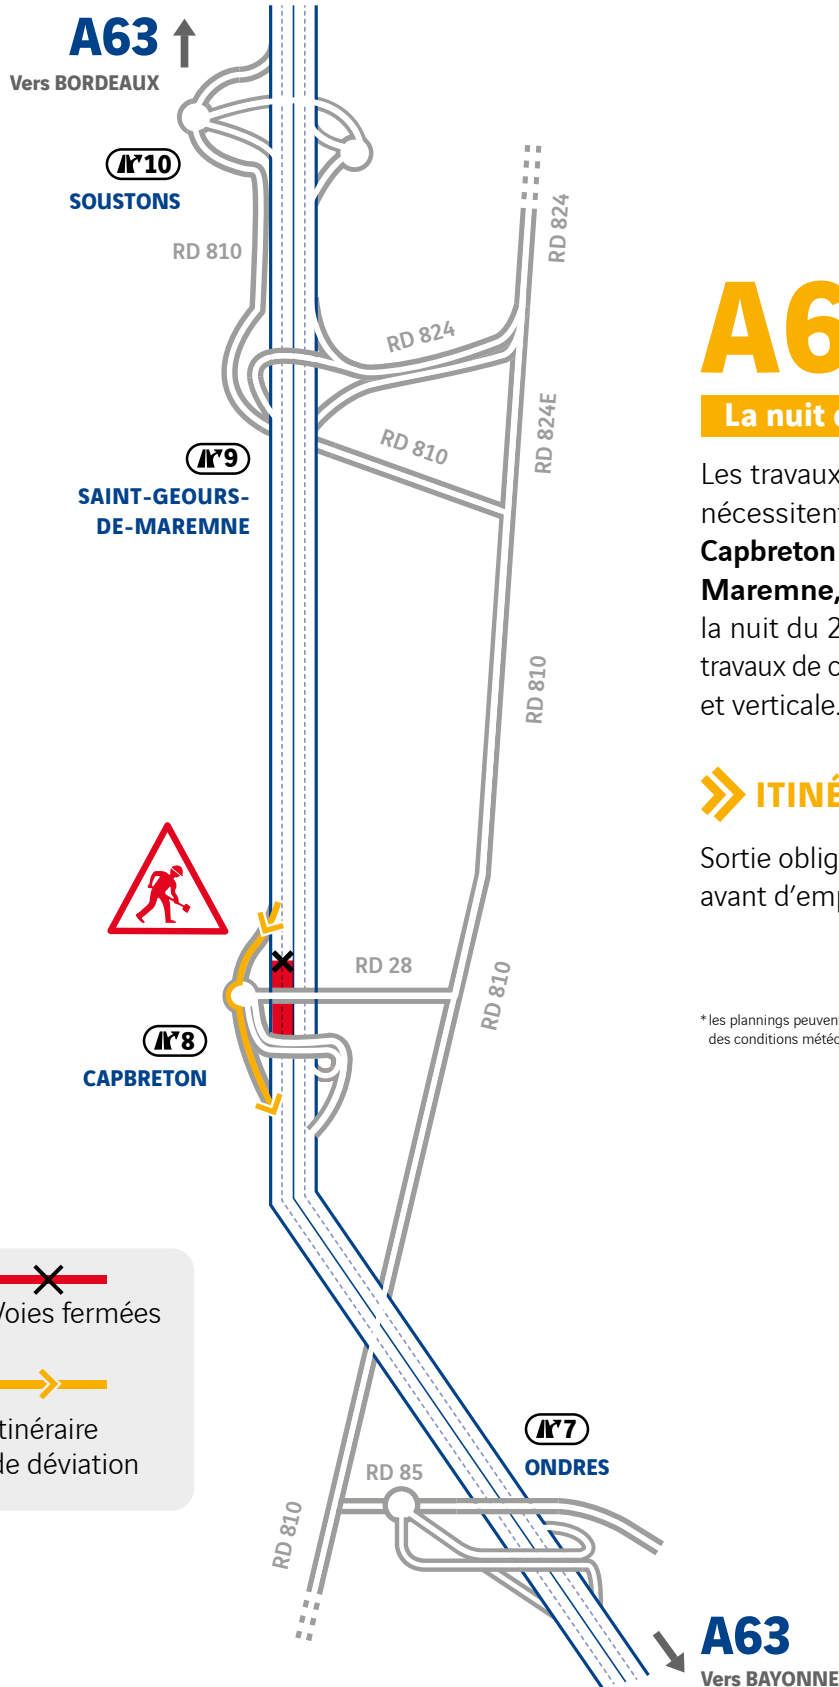 A63
Vers BORDEAUX
10
SOUSTONS
RD 810
RD 824
RD 824
RD 824E
RD 810
9
SAINT-GEOURS-
DE-MAREMNE
RD 810
RD 28
RD 810
8
CAPBRETON
Voies fermées
tinéraire
de déviation
7
ONDRES
RD 85
RD 810
A63
Vers BAYONNE
A6
La nuit
Les travaux
nécessitent
Capbreton
Maremne,
la nuit du 2
travaux de
et verticale.
ITINÉ
Sortie oblig
avant d’emp
* les plannings peuvent
des conditions météo